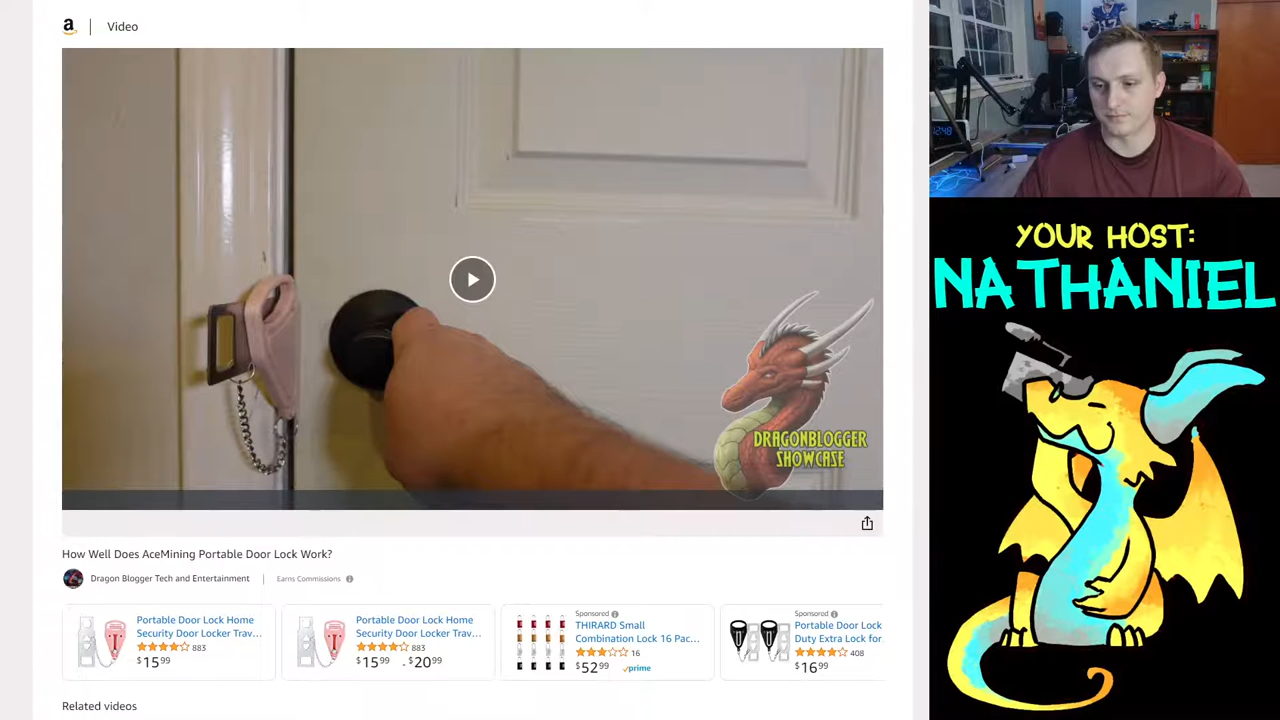 a | Video
DRAGONBLOGGER
SHOWCASE
How Well Does AceMining Portable Door Lock Work?
Dragon Blogger Tech and Entertainment | Earns Commissions
Portable Door Lock Home
Security Door Locker Trav…
883
$15.99
Portable Door Lock Home
Security Door Locker Trav…
883
$15.99 - $20.99
Sponsored
THIRARD Small
Combination Lock 16 Pac…
16
$52.99 prime
Sponsored
Portable Door Lock
Duty Extra Lock for
408
$16.99
Related videos
12:48
17
YOUR HOST:
NATHANIEL